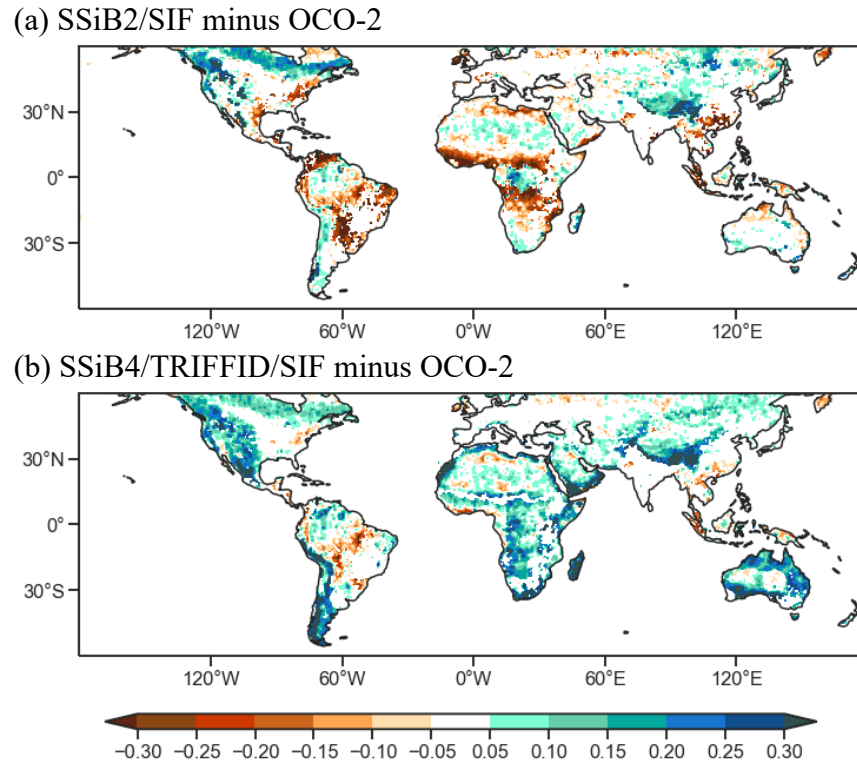 (a) SSiB2/SIF minus OCO-2
30°N
0°
30°S
120°W 60°W 0°W 60°E 120°E
(b) SSiB4/TRIFFID/SIF minus OCO-2
30°N
0°
30°S
120°W 60°W 0°W 60°E 120°E
−0.30 −0.25 −0.20 −0.15 −0.10 −0.05 0.05 0.10 0.15 0.20 0.25 0.30